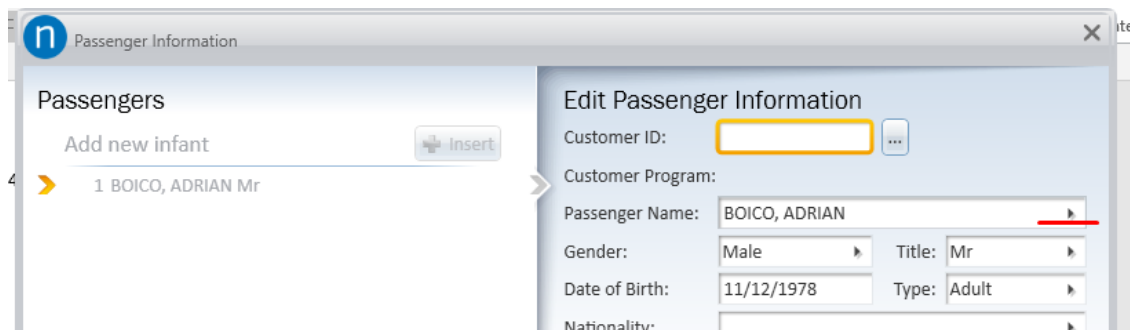 n Passenger Information
Passengers
Add new infant
Insert
4
1 BOICO, ADRIAN Mr
Edit Passenger Information
Customer ID:
...
Customer Program:
Passenger Name: BOICO, ADRIAN
Gender: Male Title: Mr
Date of Birth: 11/12/1978 Type: Adult
Nationality: